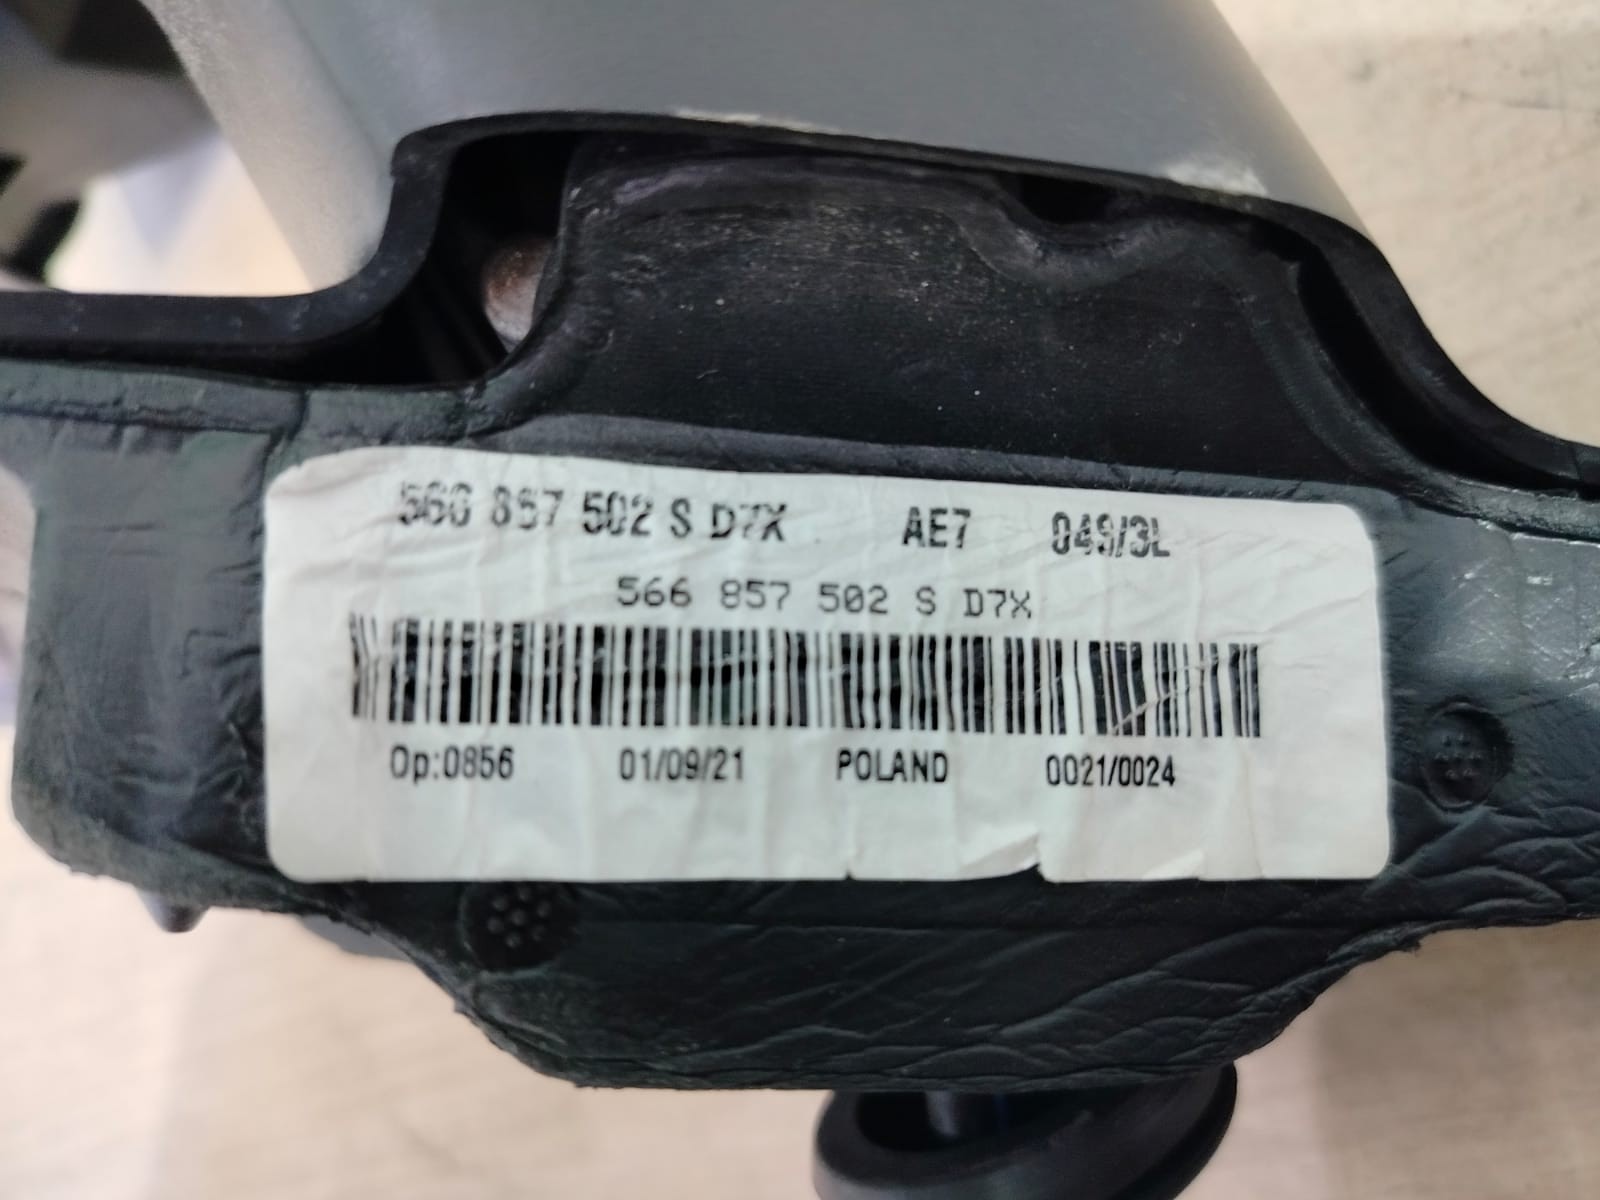 566 857 502 S D7X AE7 049/3L
566 857 502 S D7X
Op:0856 01/09/21 POLAND 0021/0024